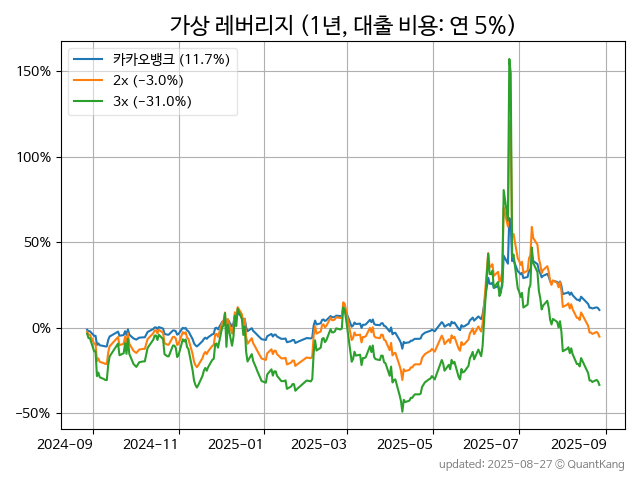 가상 레버리지 (1년, 대출 비용: 연 5%)
카카오뱅크 (11.7%)
2x (−3.0%)
3x (−31.0%)
150%
100%
50%
0%
−50%
2024-09 2024-11 2025-01 2025-03 2025-05 2025-07 2025-09
updated: 2025-08-27 © QuantKang